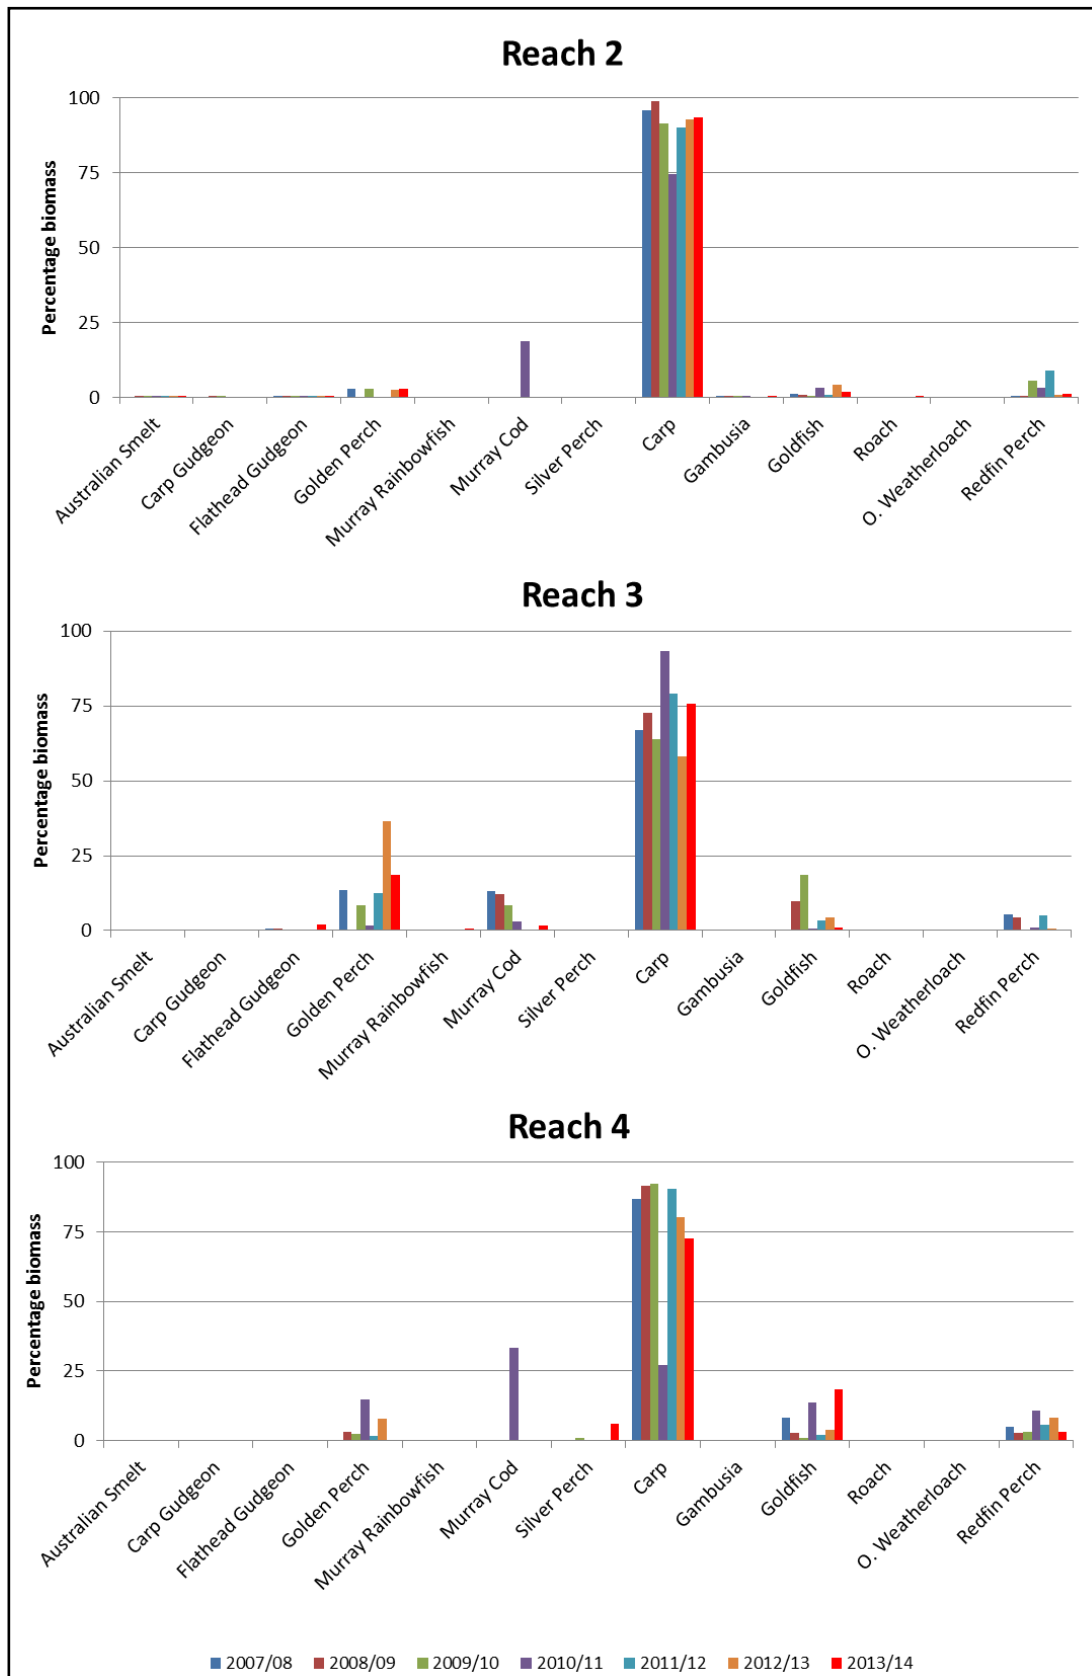 Reach 2
Percentage biomass
100
75
50
25
0
Australian Smelt
Carp Gudgeon
Flathead Gudgeon
Golden Perch
Murray Rainbowfish
Murray Cod
Silver Perch
Carp
Gambusia
Goldfish
Roach
O. Weatherloach
Redfin Perch
Reach 3
Percentage biomass
100
75
50
25
0
Australian Smelt
Carp Gudgeon
Flathead Gudgeon
Golden Perch
Murray Rainbowfish
Murray Cod
Silver Perch
Carp
Gambusia
Goldfish
Roach
O. Weatherloach
Redfin Perch
Reach 4
Percentage biomass
100
75
50
25
0
Australian Smelt
Carp Gudgeon
Flathead Gudgeon
Golden Perch
Murray Rainbowfish
Murray Cod
Silver Perch
Carp
Gambusia
Goldfish
Roach
O. Weatherloach
Redfin Perch
2007/08 2008/09 2009/10 2010/11 2011/12 2012/13 2013/14